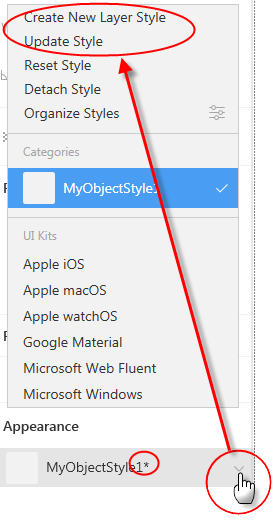 Create New Layer Style
Update Style
Reset Style
Detach Style
Organize Styles
Categories
MyObjectStyle1
UI Kits
Apple iOS
Apple macOS
Apple watchOS
Google Material
Microsoft Web Fluent
Microsoft Windows
Appearance
MyObjectStyle1*